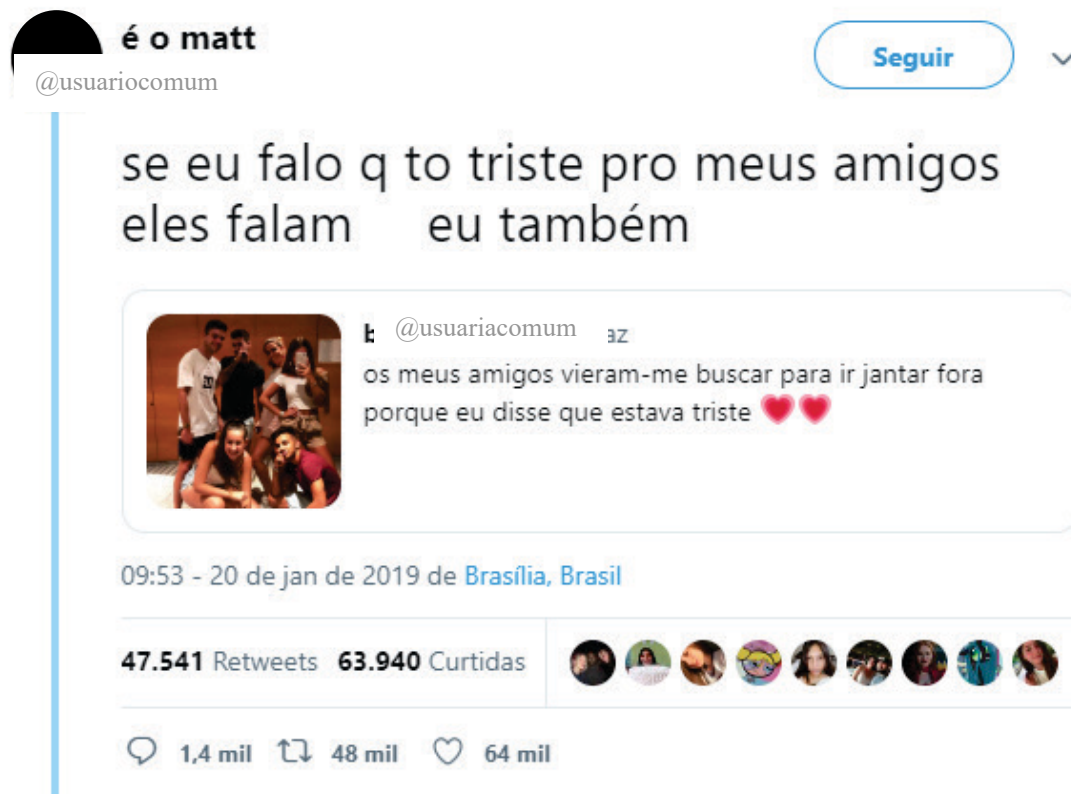 é o matt
@usuariocomum
Seguir
se eu falo q to triste pro meus amigos
eles falam eu também
@usuariacomum
os meus amigos vieram-me buscar para ir jantar fora
porque eu disse que estava triste
09:53 - 20 de jan de 2019 de Brasília, Brasil
47.541 Retweets 63.940 Curtidas
1,4 mil 48 mil 64 mil